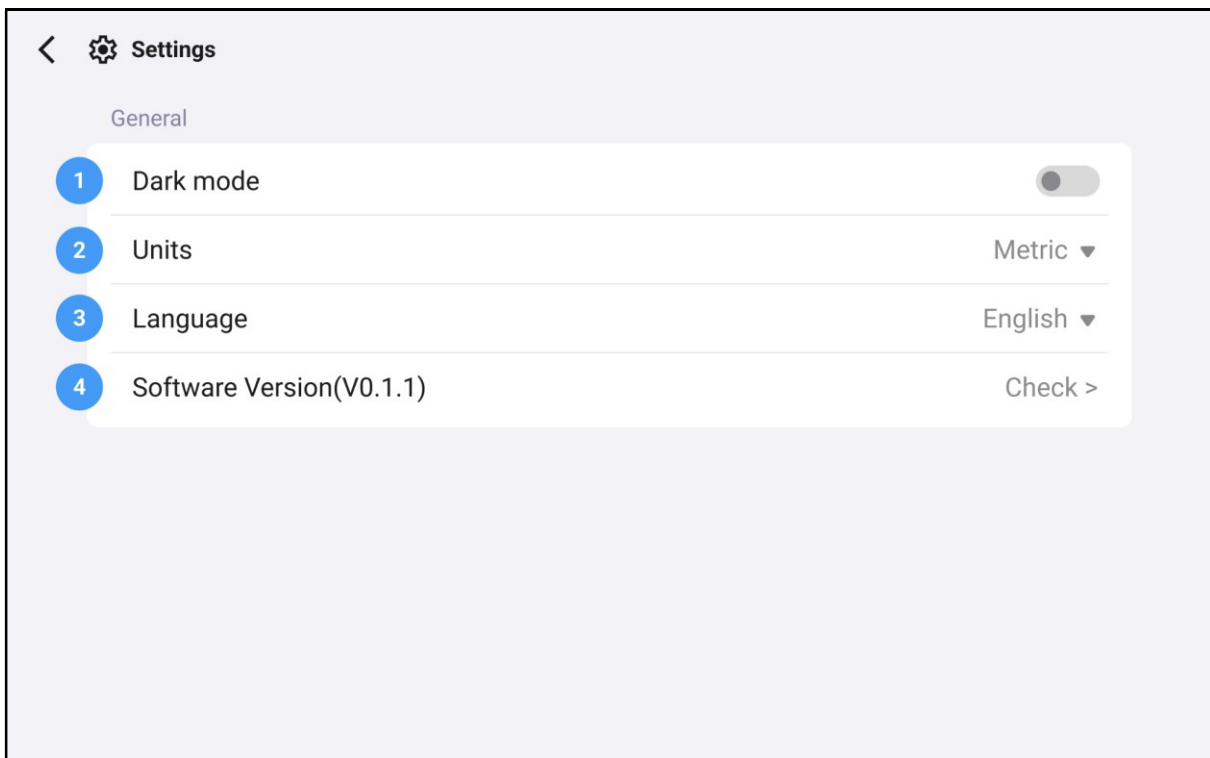 Settings
General
1 Dark mode
2 Units Metric
3 Language English
4 Software Version(V0.1.1) Check >